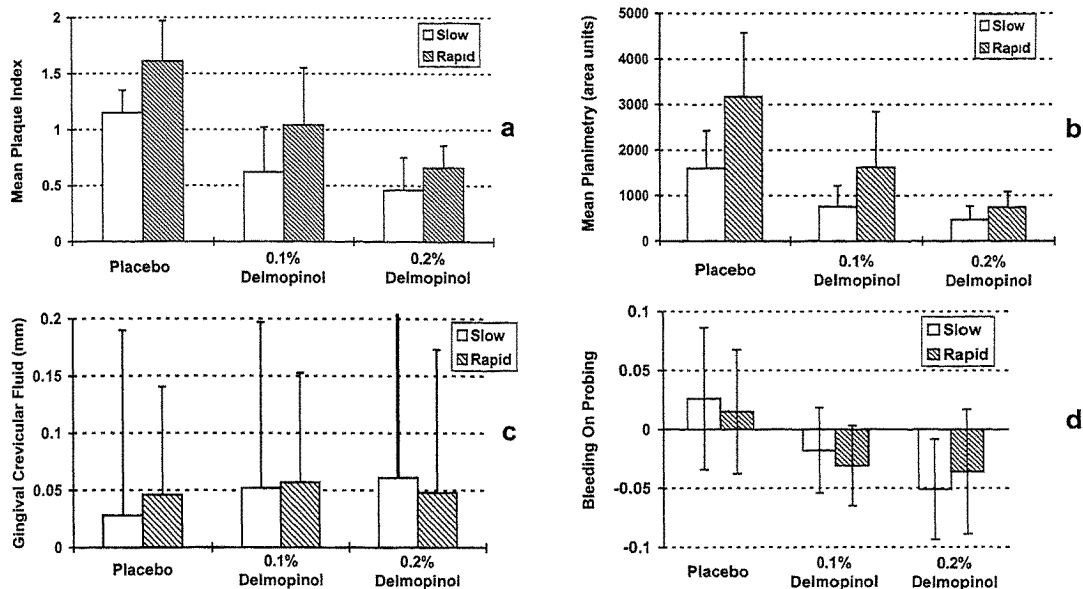 2
1.5
1
0.5
0
Mean Plaque Index
Slow
Rapid
a
Placebo
0.1%
Delmopinol
0.2%
Delmopinol
5000
4000
3000
2000
1000
0
Mean Planimetry (area units)
Slow
Rapid
b
Placebo
0.1%
Delmopinol
0.2%
Delmopinol
0.2
0.15
0.1
0.05
0
Gingival Crevicular Fluid (mm)
Slow
Rapid
c
Placebo
0.1%
Delmopinol
0.2%
Delmopinol
0.1
0.05
0
-0.05
-0.1
Bleeding On Probing
Slow
Rapid
d
Placebo
0.1%
Delmopinol
0.2%
Delmopinol